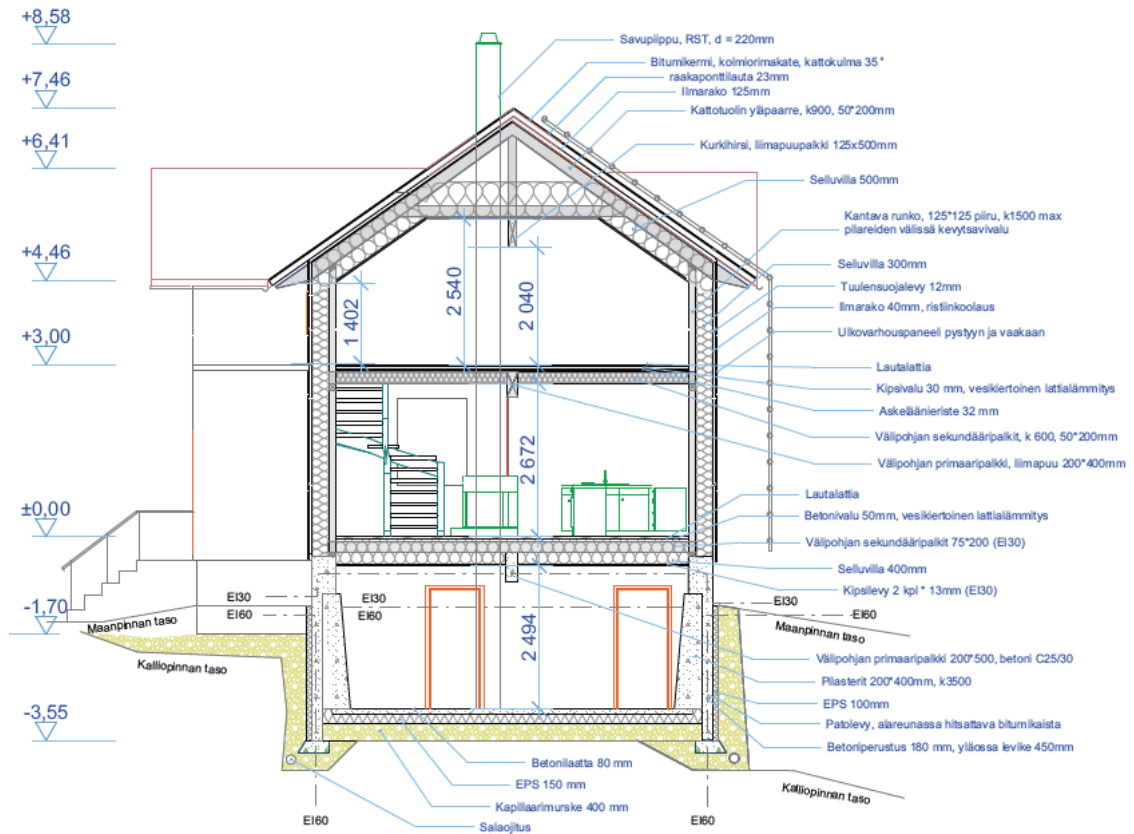 +8,58
+7,46
+6,41
+4,46
+3,00
±0,00
-1,70
-3,55
Savupiippu, RST, d = 220mm
Bitumikermi, kolmiorimakate, kattokulma 35°
raakaponttilauta 23mm
Ilmarako 125mm
Kattotuolin yläpaarre, k900, 50*200mm
Kurkihirsi, liimapuupalkki 125x500mm
Selluvilla 500mm
Kantava runko, 125*125 piiru, k1500 max
pilareiden välissä kevytsavivalu
Selluvilla 300mm
Tuulensuojalevy 12mm
Ilmarako 40mm, ristiinkoolaus
Ulkovarhouspaneel pystyyn ja vaakaan
Lautalattia
Kipsivalu 30 mm, vesikiertoinen lattialämmitys
Askeläänieriste 32 mm
Välipohjan sekundääripalkit, k 600, 50*200mm
Välipohjan primaaripalkki, liimapuu 200*400mm
Lautalattia
Betonivalu 50mm, vesikiertoinen lattialämmitys
Välipohjan sekundääripalkit 75*200 (EI30)
Selluvilla 400mm
Kipsilevy 2 kpl * 13mm (EI30)
1 402
2 540
2 040
2 672
2 494
EI30
EI30
EI60
EI60
EI30
EI60
Maanpinnan taso
Kalliopinnan taso
Maanpinnan taso
Välipohjan primaaripalkki 200*500, betoni C25/30
Pilasterit 200*400mm, k3500
EPS 100mm
Patolevy, alareunassa hitsattava bitumikaista
Betoniperustus 180 mm, yläossa levike 450mm
Kalliopinnan taso
Betonilaatta 80 mm
EPS 150 mm
Kapillaarimurske 400 mm
Salaojitus
EI60
EI60